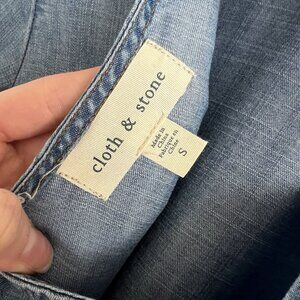 cloth & stone
Made in
China
Fabriqué en
Chine
S